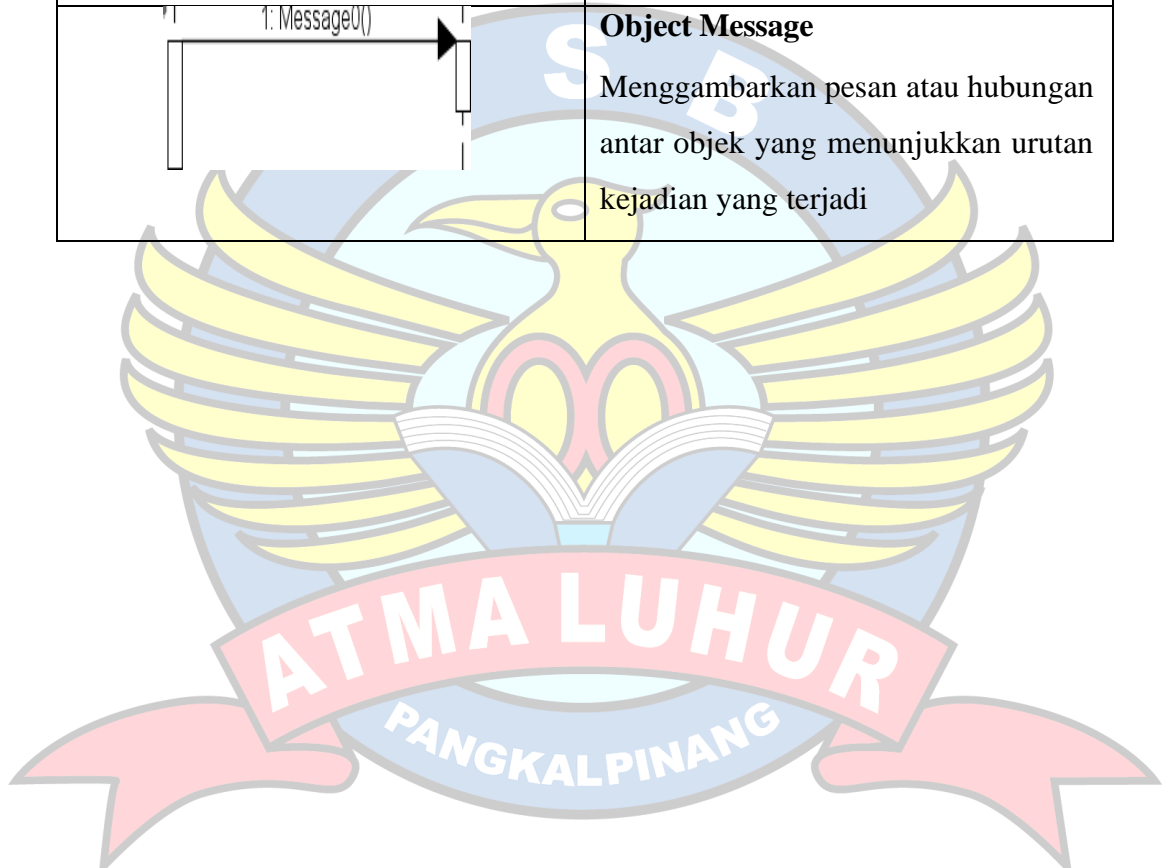 1: Message0()
Object Message
Menggambarkan pesan atau hubungan
antar objek yang menunjukkan urutan
kejadian yang terjadi
S B
ATMA LUHUR
PANGKALPINANG